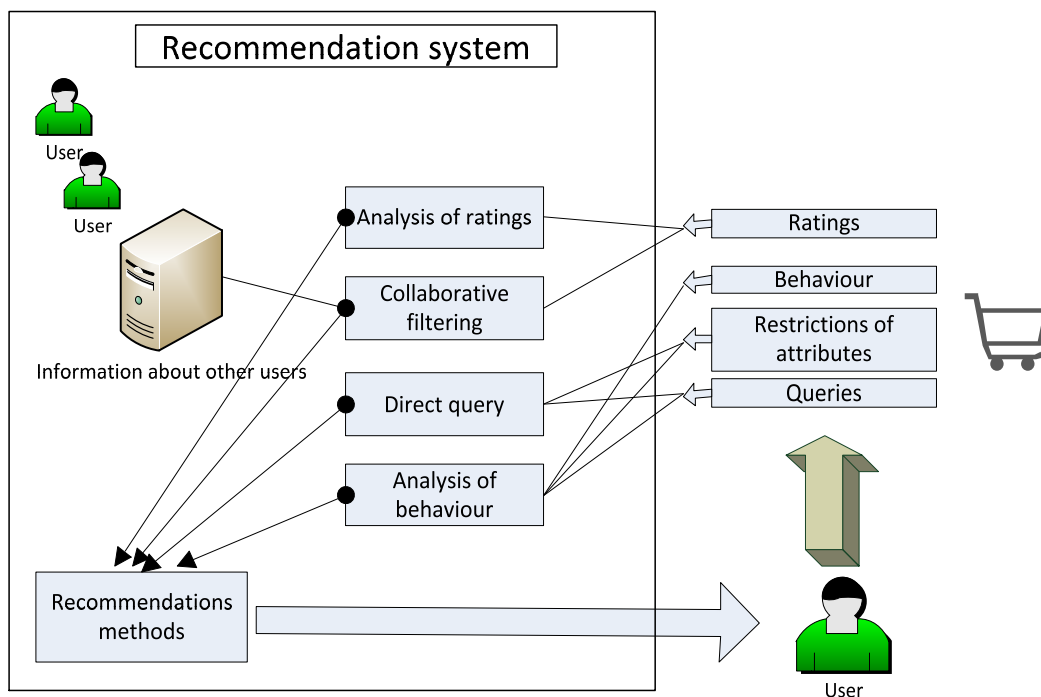 Recommendation system
User
User
Information about other users
Analysis of ratings
Collaborative
filtering
Direct query
Analysis of
behaviour
Recommendations
methods
Ratings
Behaviour
Restrictions of
attributes
Queries
User